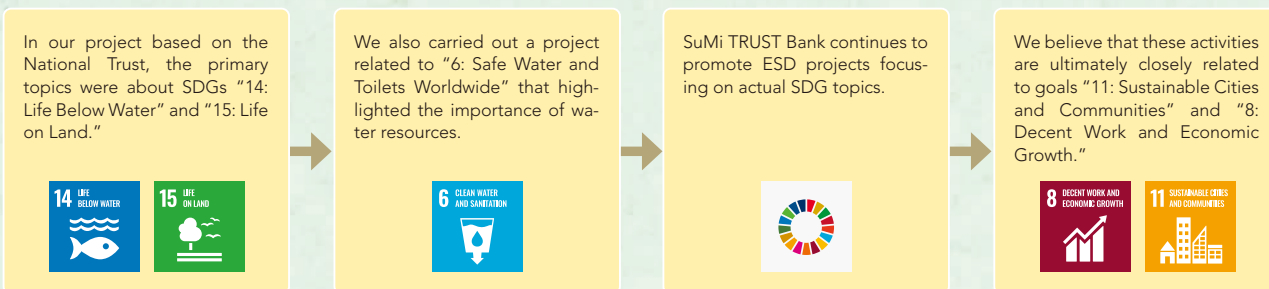 In our project based on the
National Trust, the primary
topics were about SDGs “14:
Life Below Water” and “15: Life
on Land.”
14 LIFE
BELOW WATER
15 LIFE
ON LAND
We also carried out a project
related to “6: Safe Water and
Toilets Worldwide” that high-
lighted the importance of wa-
ter resources.
6 CLEAN WATER
AND SANITATION
SuMi TRUST Bank continues to
promote ESD projects focus-
ing on actual SDG topics.
We believe that these activities
are ultimately closely related
to goals “11: Sustainable Cities
and Communities” and “8:
Decent Work and Economic
Growth.”
8 DECENT WORK AND
ECONOMIC GROWTH
11 SUSTAINABLE CITIES
AND COMMUNITIES